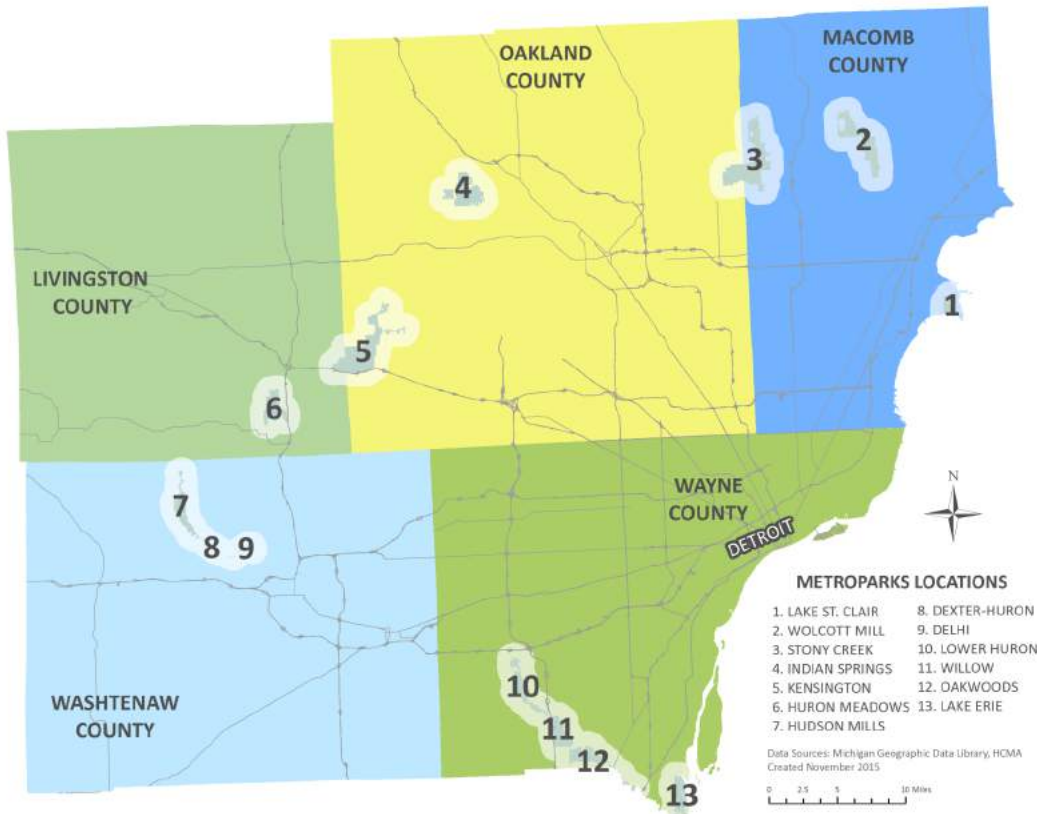 OAKLAND
COUNTY
MACOMB
COUNTY
2
3
4
LIVINGSTON
COUNTY
1
5
6
WAYNE
COUNTY
7
8
9
DETROIT
N
10
11
12
13
WASHTENAW
COUNTY
METROPARKS LOCATIONS
1. LAKE ST. CLAIR
2. WOLCOTT MILL
3. STONY CREEK
4. INDIAN SPRINGS
5. KENSINGTON
6. HURON MEADOWS
7. HUDSON MILLS
8. DEXTER-HURON
9. DELHI
10. LOWER HURON
11. WILLOW
12. OAKWOODS
13. LAKE ERIE
Data Sources: Michigan Geographic Data Library, HCMA
Created November 2015
0 2.5 5 10 Miles